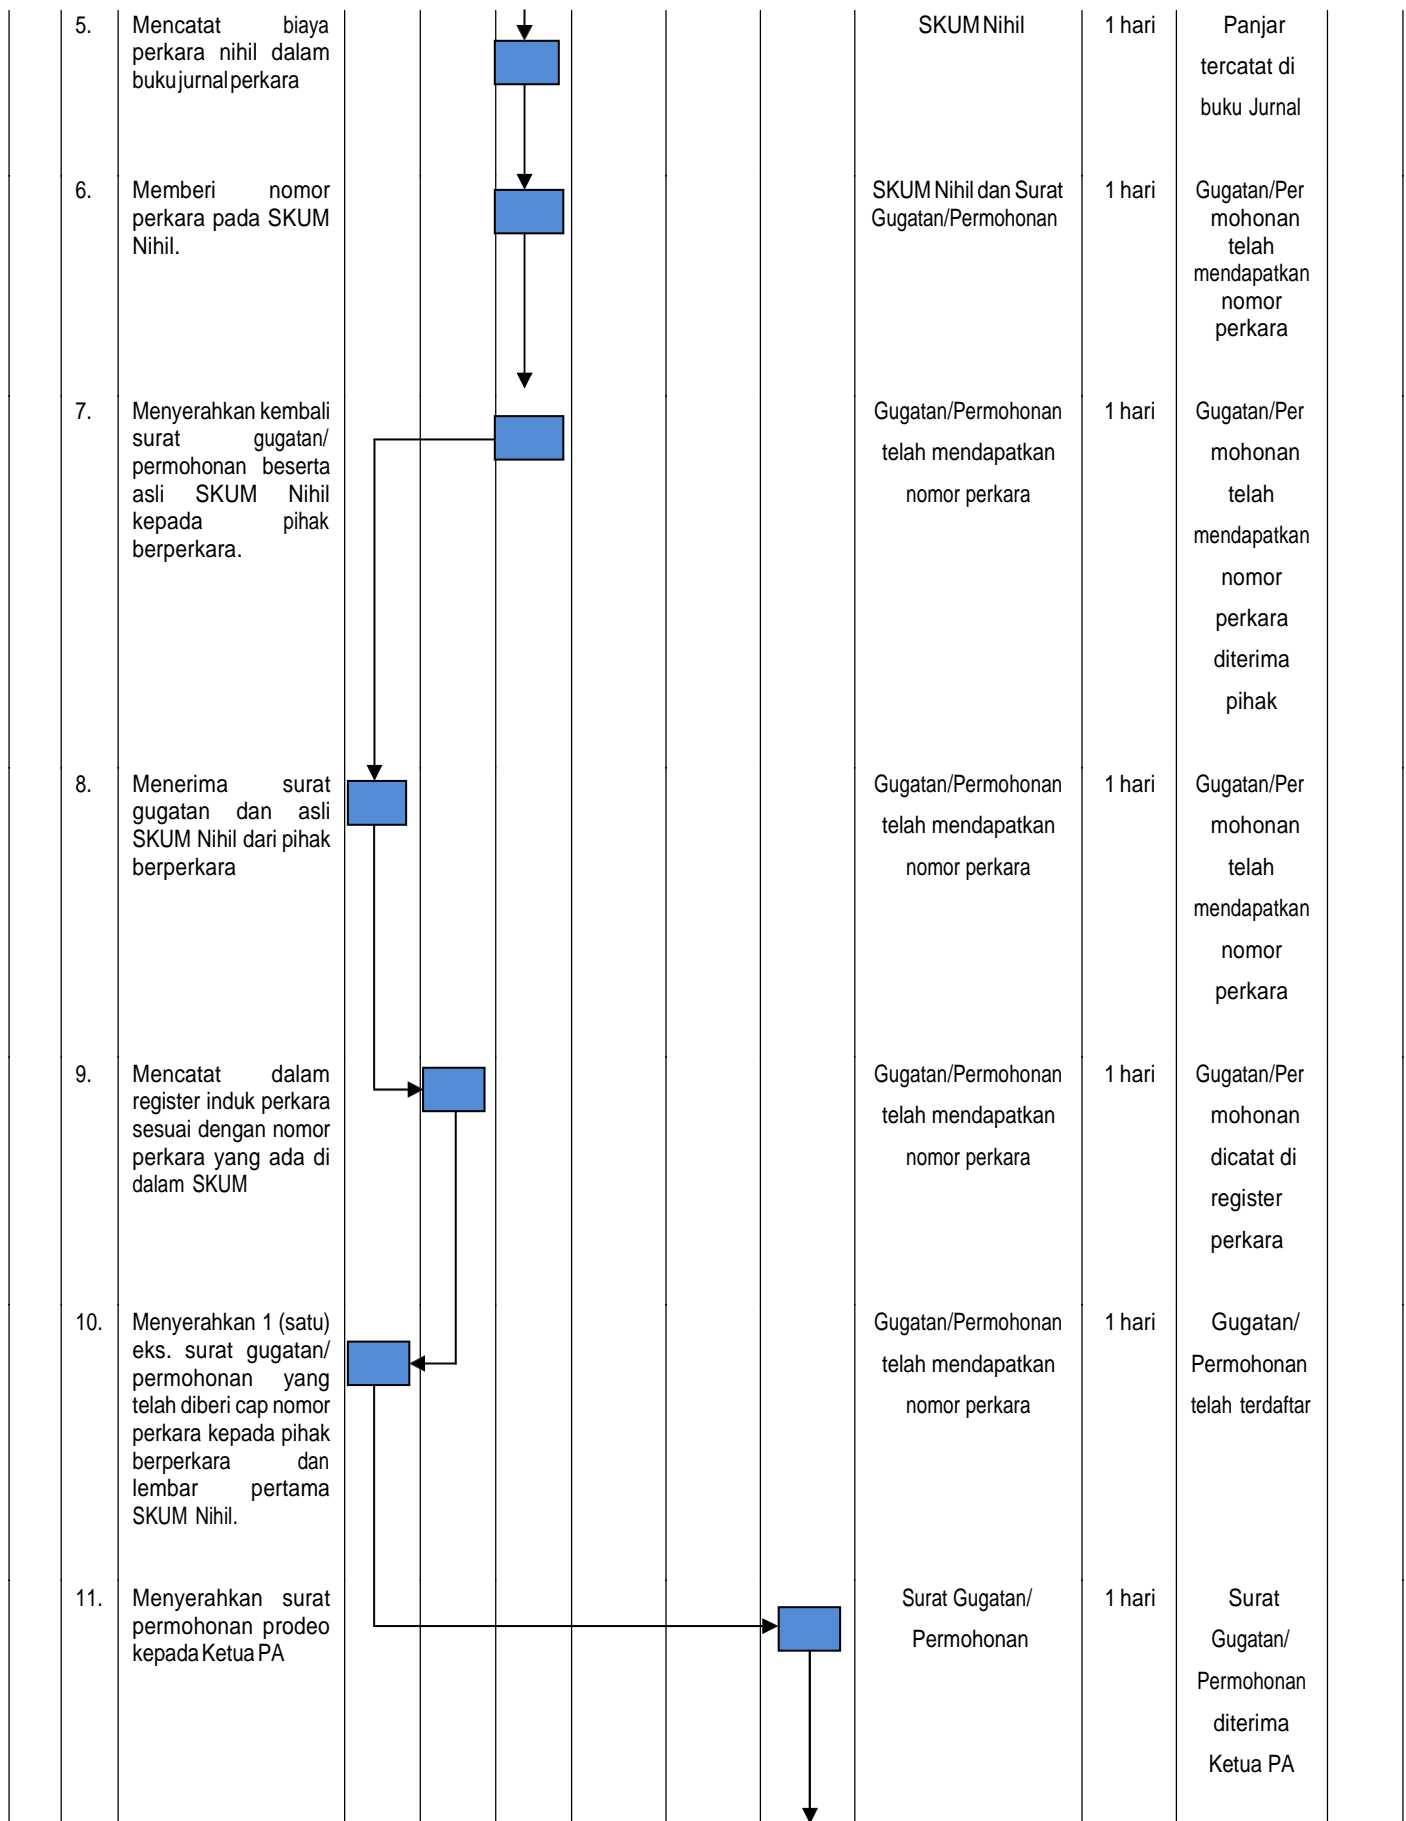 5.
Mencatat biaya
perkara nihil dalam
buku jurnal perkara
SKUM Nihil
1 hari
Panjar
tercatat di
buku Jurnal
6.
Memberi nomor
perkara pada SKUM
Nihil.
SKUM Nihil dan Surat
Gugatan/Permohonan
1 hari
Gugatan/Per
mohonan
telah
mendapatkan
nomor
perkara
7.
Menyerahkan kembali
surat gugatan/
permohonan beserta
asli SKUM Nihil
kepada pihak
berperkara.
Gugatan/Permohonan
telah mendapatkan
nomor perkara
1 hari
Gugatan/Per
mohonan
telah
mendapatkan
nomor
perkara
diterima
pihak
8.
Menerima surat
gugatan dan asli
SKUM Nihil dari pihak
berperkara
Gugatan/Permohonan
telah mendapatkan
nomor perkara
1 hari
Gugatan/Per
mohonan
telah
mendapatkan
nomor
perkara
9.
Mencatat dalam
register induk perkara
sesuai dengan nomor
perkara yang ada di
dalam SKUM
Gugatan/Permohonan
telah mendapatkan
nomor perkara
1 hari
Gugatan/Per
mohonan
dicatat di
register
perkara
10.
Menyerahkan 1 (satu)
eks. surat gugatan/
permohonan yang
telah diberi cap nomor
perkara kepada pihak
berperkara dan
lembar pertama
SKUM Nihil.
Gugatan/Permohonan
telah mendapatkan
nomor perkara
1 hari
Gugatan/
Permohonan
telah terdaftar
11.
Menyerahkan surat
permohonan prodeo
kepada Ketua PA
Surat Gugatan/
Permohonan
1 hari
Surat
Gugatan/
Permohonan
diterima
Ketua PA